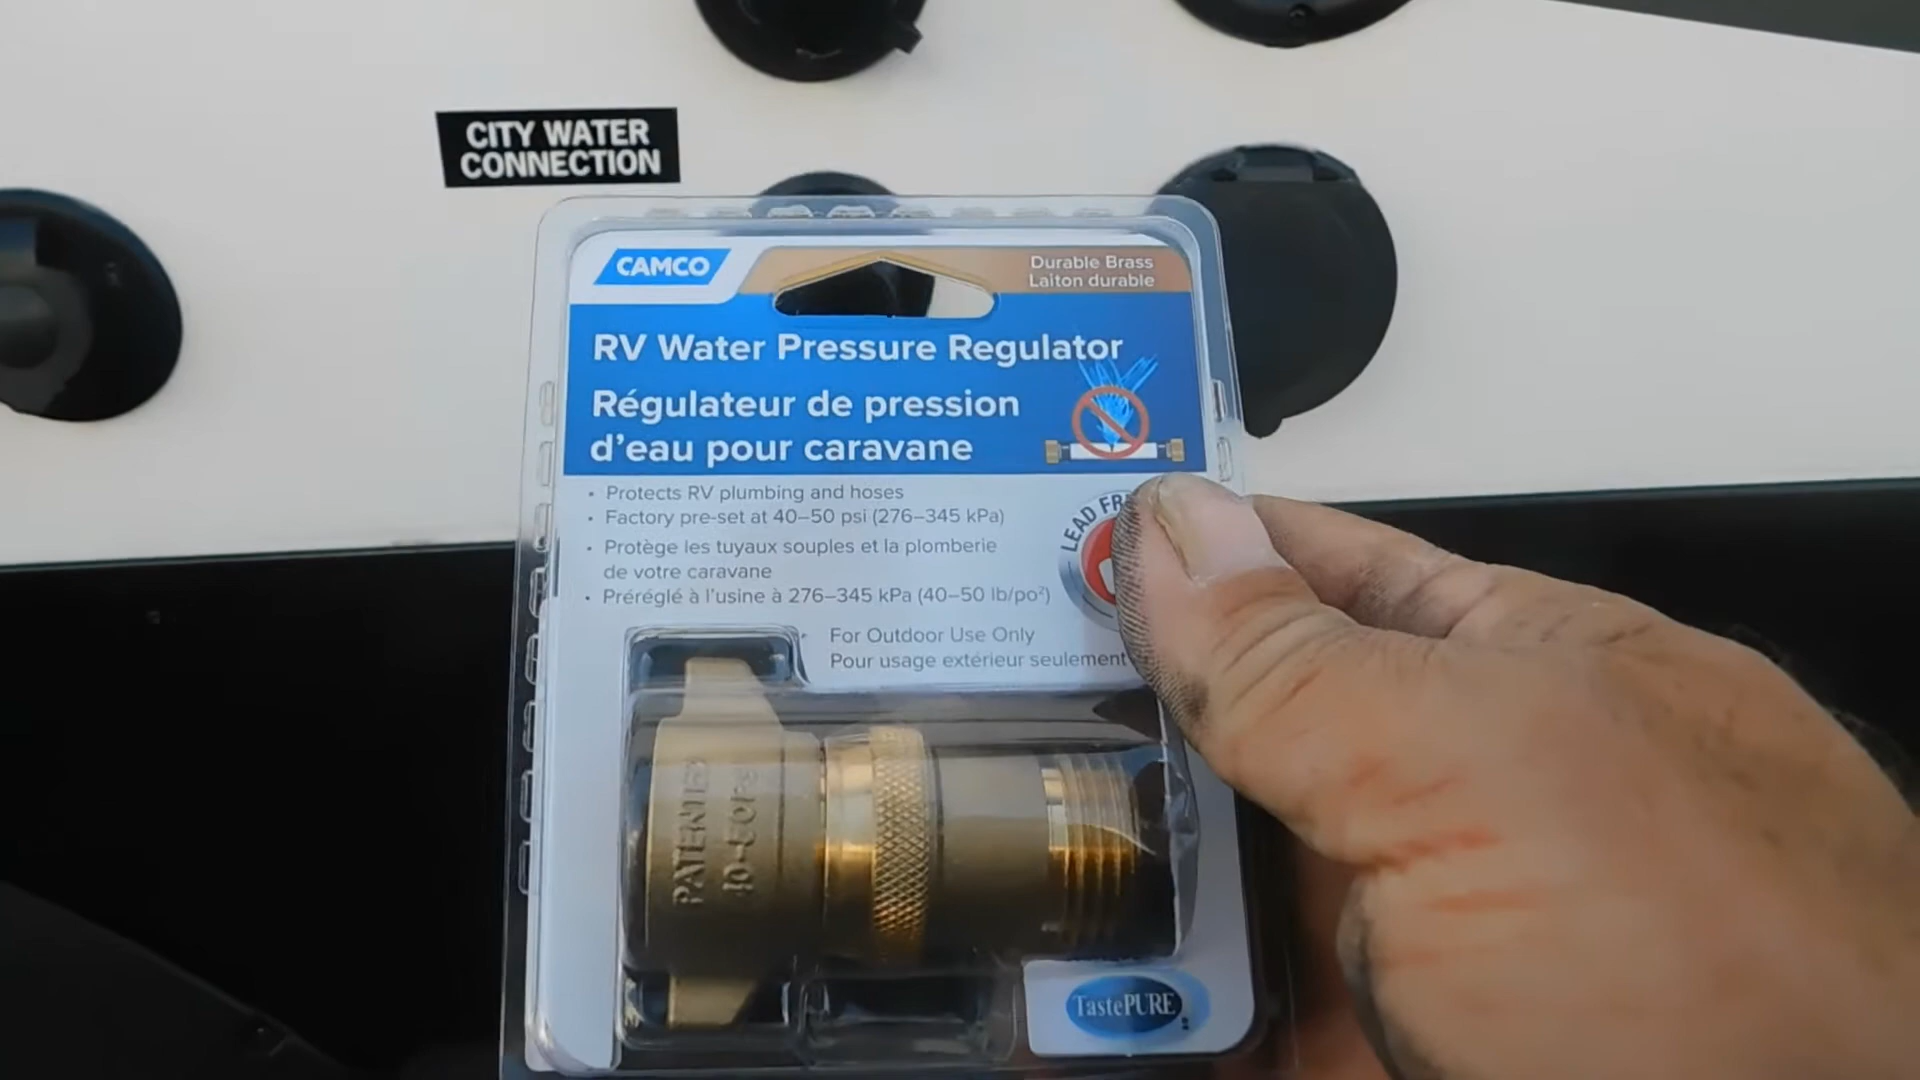 CITY WATER
CONNECTION
CAMCO
Durable Brass
Laiton durable
RV Water Pressure Regulator
Régulateur de pression
d'eau pour caravane
• Protects RV plumbing and hoses
• Factory pre-set at 40–50 psi (276–345 kPa)
• Protège les tuyaux souples et la plomberie
de votre caravane
• Préréglé à l'usine à 276–345 kPa (40–50 lb/po²)
LEAD
• For Outdoor Use Only
Pour usage extérieur seulement
PATENTED
TastePURE